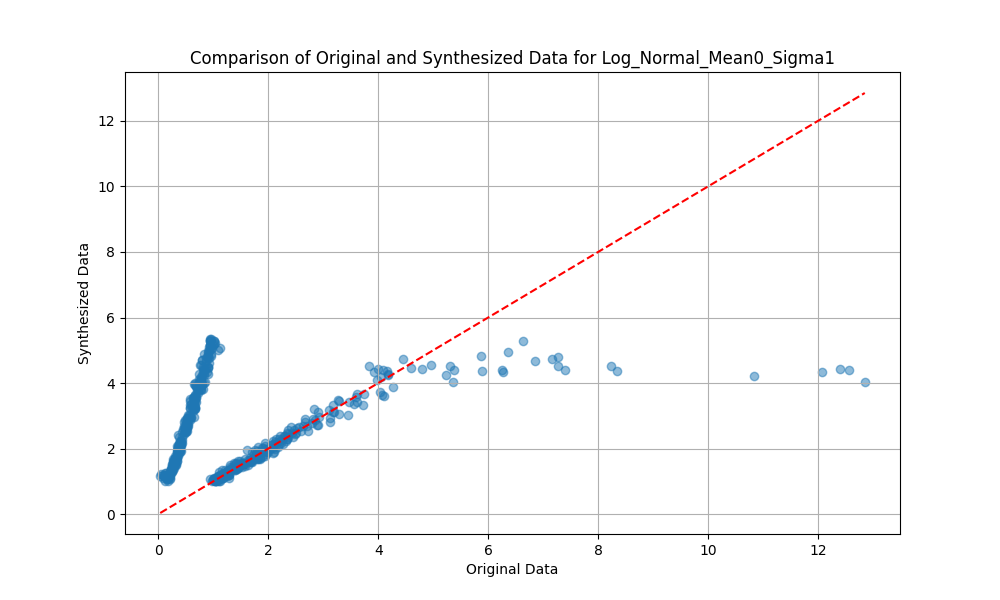 Comparison of Original and Synthesized Data for Log_Normal_Mean0_Sigma1
Synthesized Data
12
10
8
6
4
2
0
0 2 4 6 8 10 12
Original Data